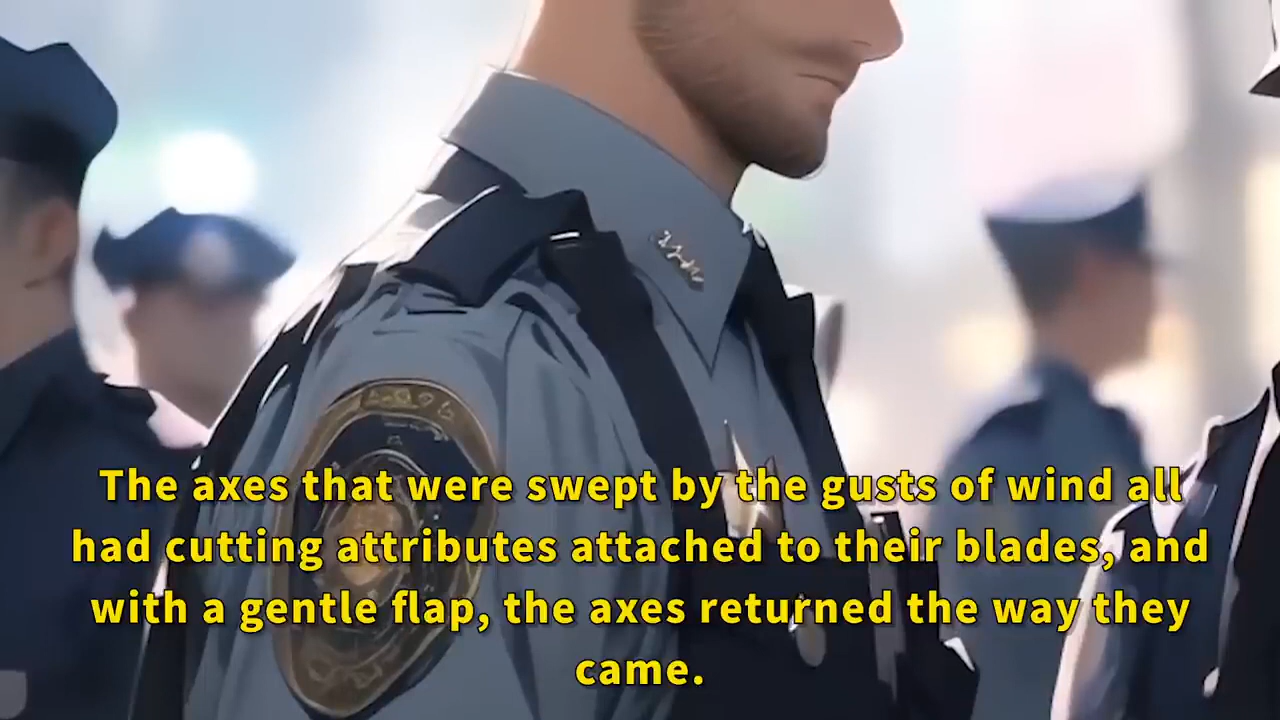 The axes that were swept by the gusts of wind all
had cutting attributes attached to their blades, and
with a gentle flap, the axes returned the way they
came.